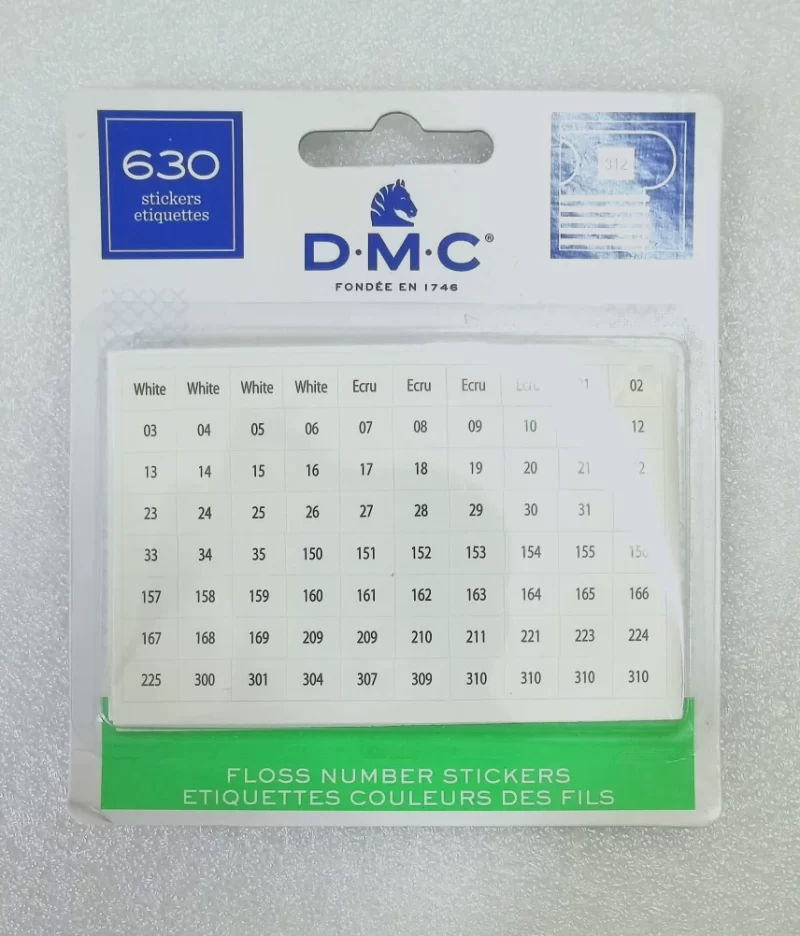 630
stickers
etiquettes
312
D·M·C®
FONDÉE EN 1746
White White White White Ecru Ecru Ecru Ecru 02
03 04 05 06 07 08 09 10 12
13 14 15 16 17 18 19 20 21
23 24 25 26 27 28 29 30 31
33 34 35 150 151 152 153 154 155
157 158 159 160 161 162 163 164 165 166
167 168 169 209 209 210 211 221 223 224
225 300 301 304 307 309 310 310 310 310
FLOSS NUMBER STICKERS
ETIQUETTES COULEURS DES FILS